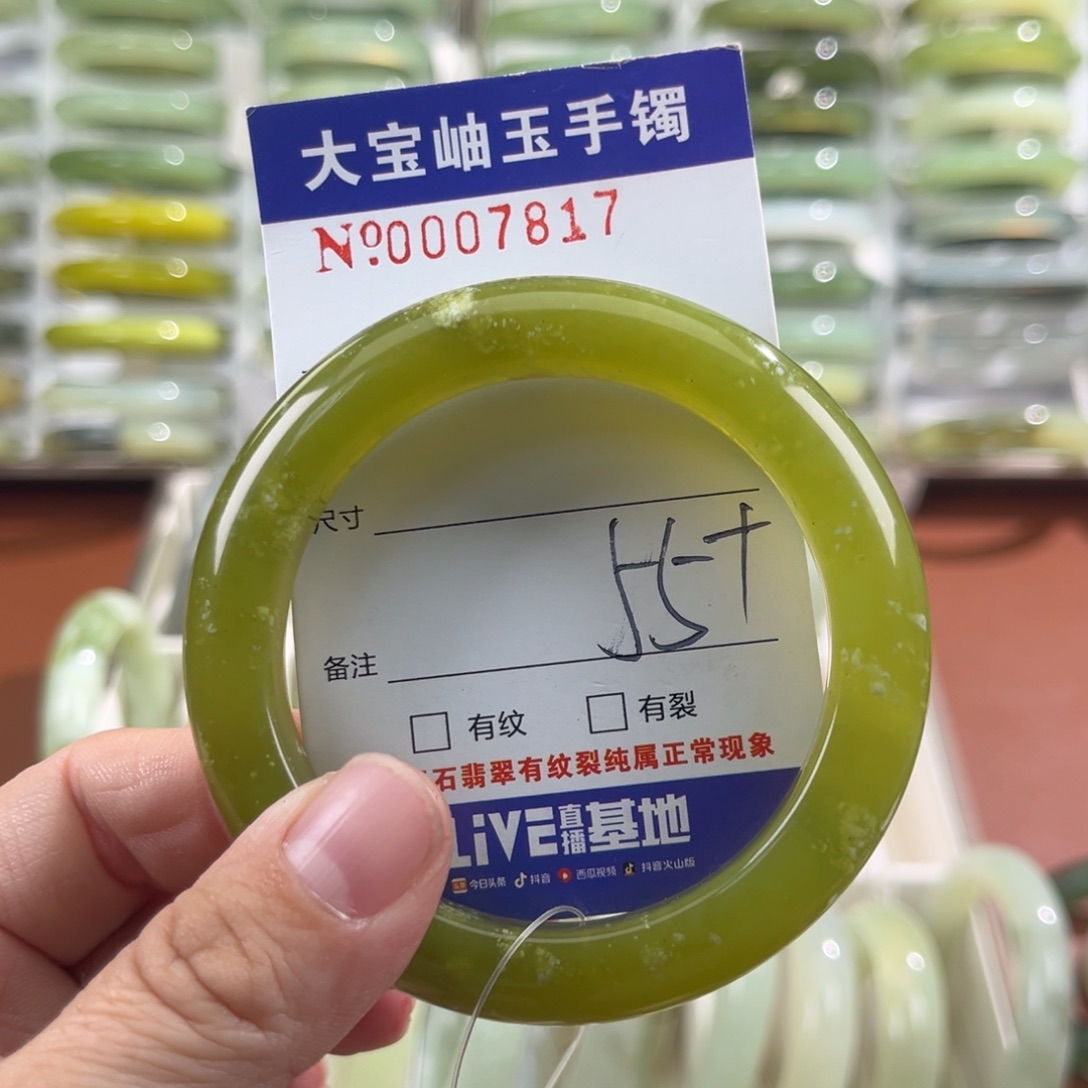 大宝岫玉手镯
Nº:0007817
尺寸
备注
有纹 有裂
石翡翠有纹裂纯属正常现象
LiVE直播基地
今日头条 抖音 西瓜视频 抖音火山版